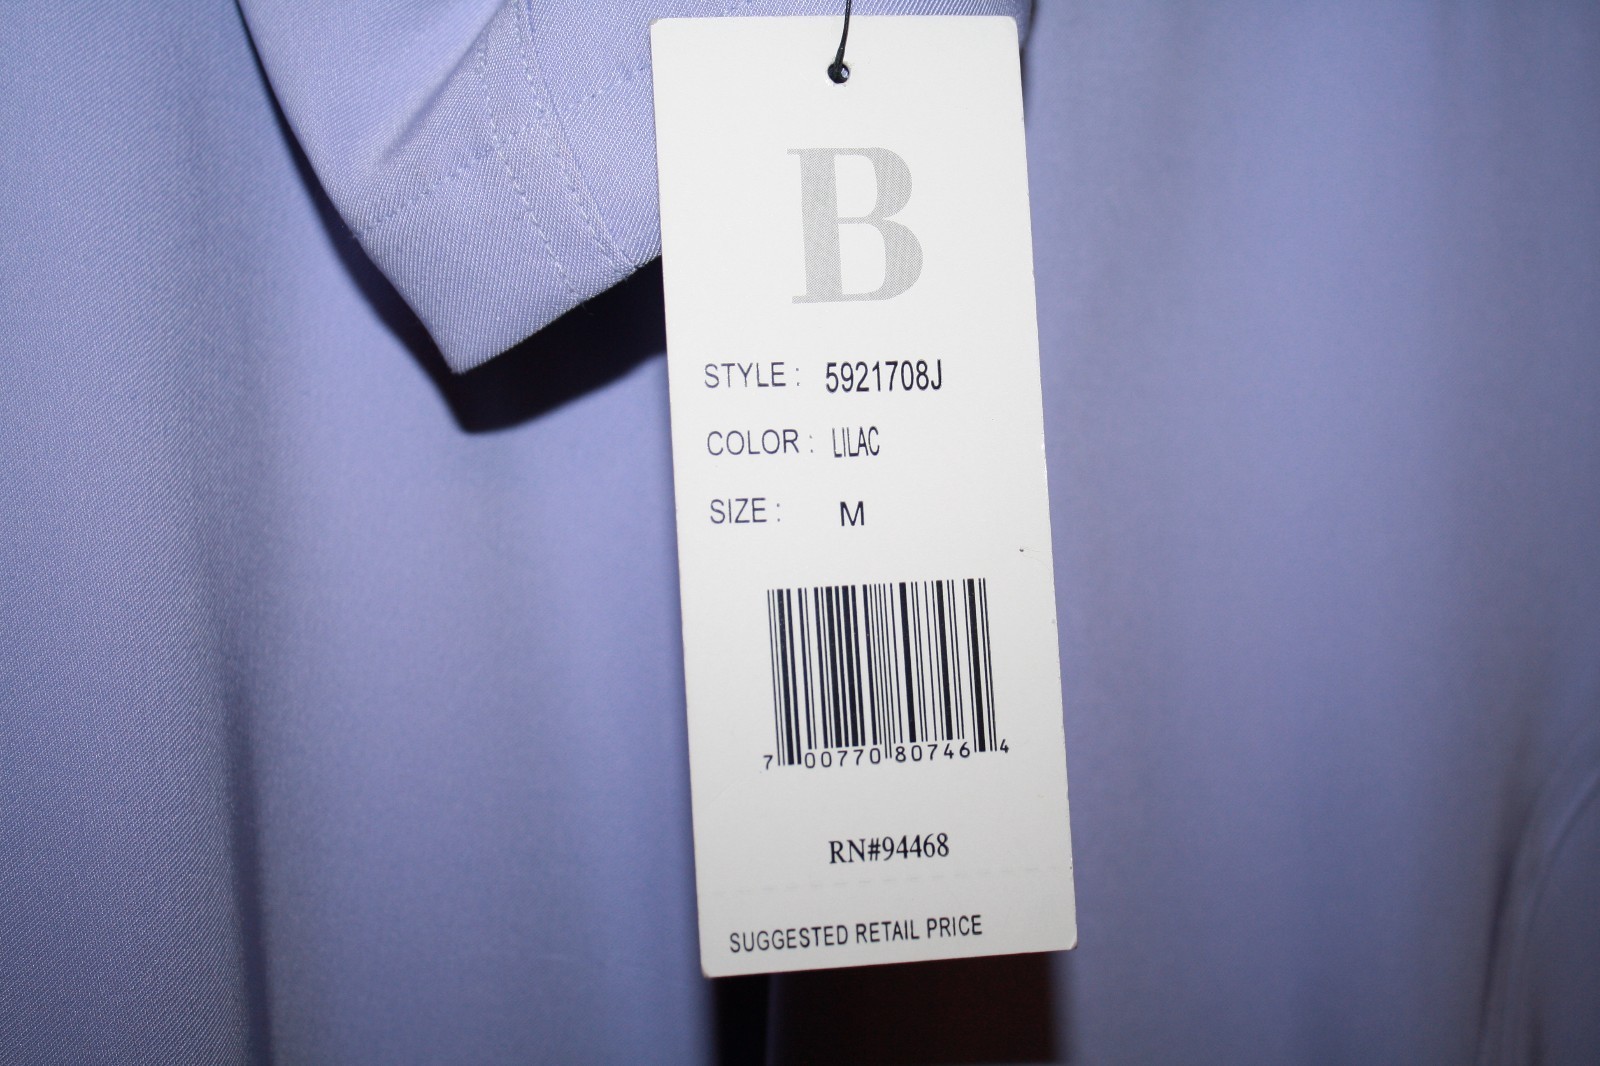 B
STYLE : 5921708J
COLOR : LILAC
SIZE : M
7 00770 80746 4
RN#94468
SUGGESTED RETAIL PRICE